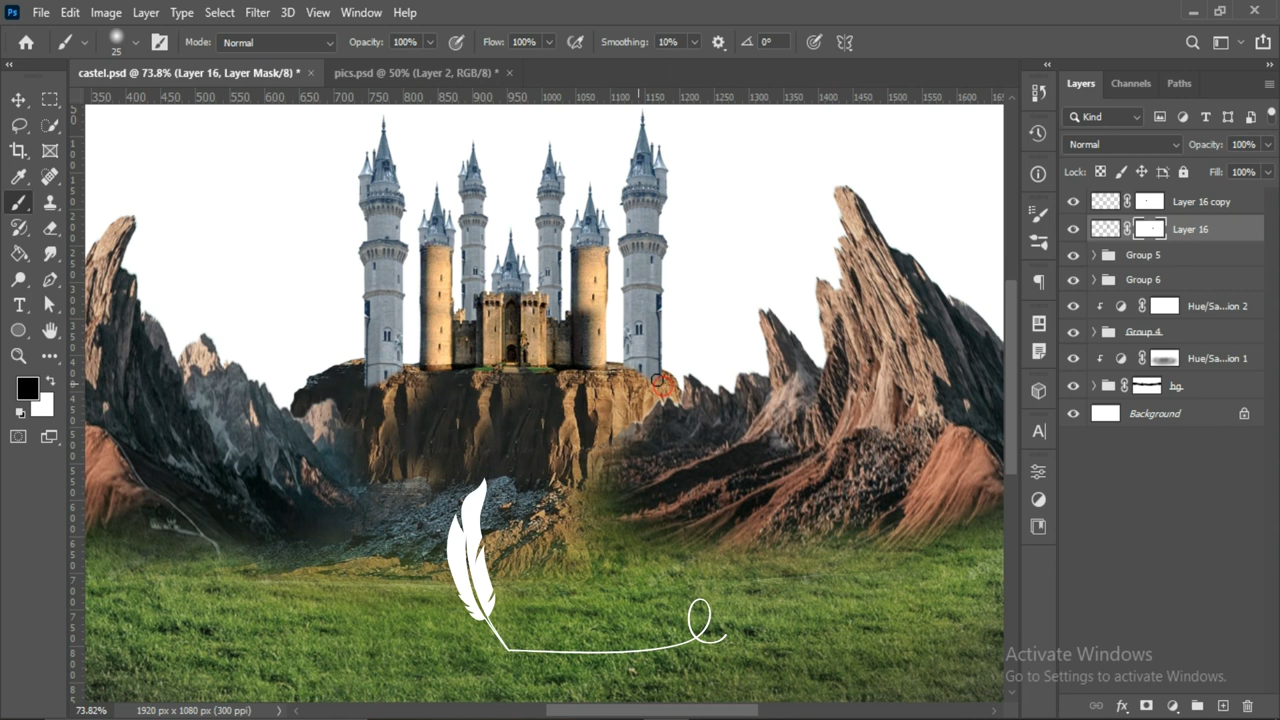 Ps File Edit Image Layer Type Select Filter 3D View Window Help
25 Mode: Normal Opacity: 100% Flow: 100% Smoothing: 10% 0°
castel.psd @ 73.8% (Layer 16, Layer Mask/8) * × pics.psd @ 50% (Layer 2, RGB/8) * ×
350 400 450 500 550 600 650 700 750 800 850 900 950 1000 1050 1100 1150 1200 1250 1300 1350 1400 1450 1500 1550 1600
Layers Channels Paths
Kind
Normal Opacity: 100%
Lock: Fill: 100%
Layer 16 copy
Layer 16
Group 5
Group 6
Hue/Sa...ion 2
Group 4
Hue/Sa...ion 1
bg
Background
Activate Windows
Go to Settings to activate Windows.
73.82% 1920 px x 1080 px (300 ppi)